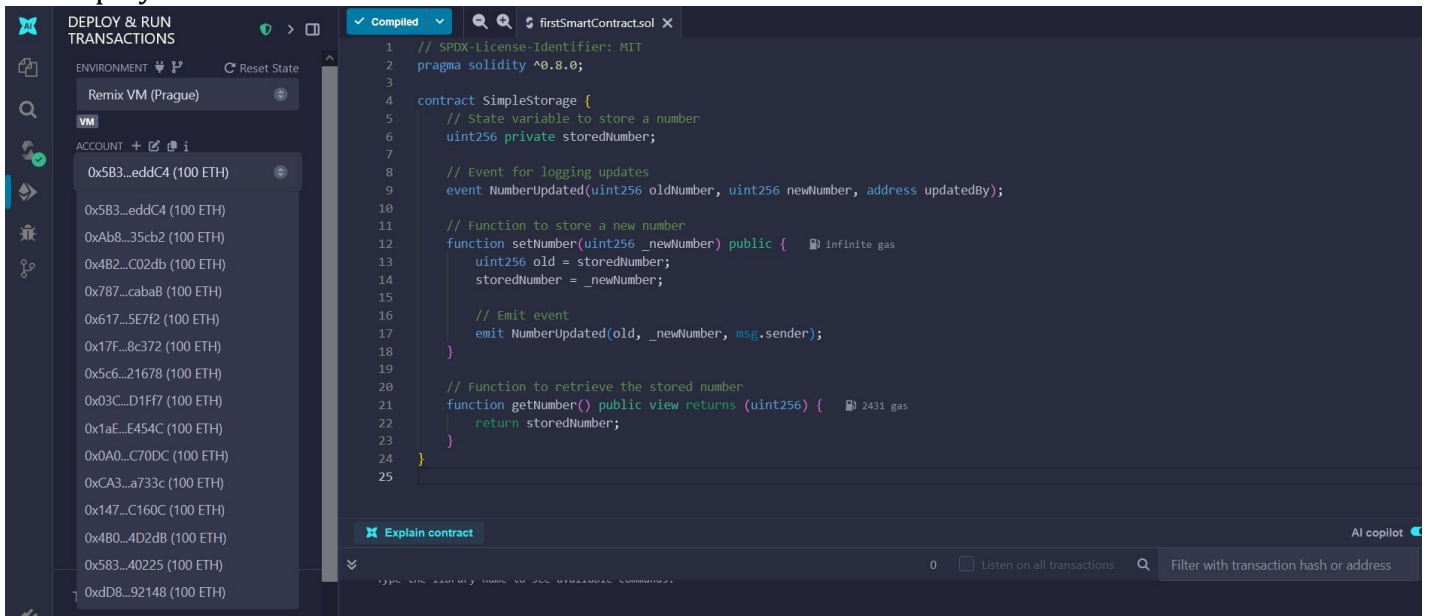 DEPLOY & RUN
TRANSACTIONS
ENVIRONMENT
Reset State
Remix VM (Prague)
VM
ACCOUNT
0x5B3...eddC4 (100 ETH)
0x5B3...eddC4 (100 ETH)
0xAb8...35cb2 (100 ETH)
0x4B2...C02db (100 ETH)
0x787...cabaB (100 ETH)
0x617...5E7f2 (100 ETH)
0x17F...8c372 (100 ETH)
0x5c6...21678 (100 ETH)
0x03C...D1Ff7 (100 ETH)
0x1aE...E454C (100 ETH)
0x0A0...C70DC (100 ETH)
0xCA3...a733c (100 ETH)
0x147...C160C (100 ETH)
0x4B0...4D2dB (100 ETH)
0x583...40225 (100 ETH)
0xdD8...92148 (100 ETH)
Compiled
firstSmartContract.sol
1 // SPDX-License-Identifier: MIT
2 pragma solidity ^0.8.0;
3
4 contract SimpleStorage {
5 // State variable to store a number
6 uint256 private storedNumber;
7
8 // Event for logging updates
9 event NumberUpdated(uint256 oldNumber, uint256 newNumber, address updatedBy);
10
11 // Function to store a new number
12 function setNumber(uint256 _newNumber) public { infinite gas
13 uint256 old = storedNumber;
14 storedNumber = _newNumber;
15
16 // Emit event
17 emit NumberUpdated(old, _newNumber, msg.sender);
18 }
19
20 // Function to retrieve the stored number
21 function getNumber() public view returns (uint256) { 2431 gas
22 return storedNumber;
23 }
24 }
25
Explain contract
AI copilot
0
Listen on all transactions
Filter with transaction hash or address
Type the library name to see available commands.